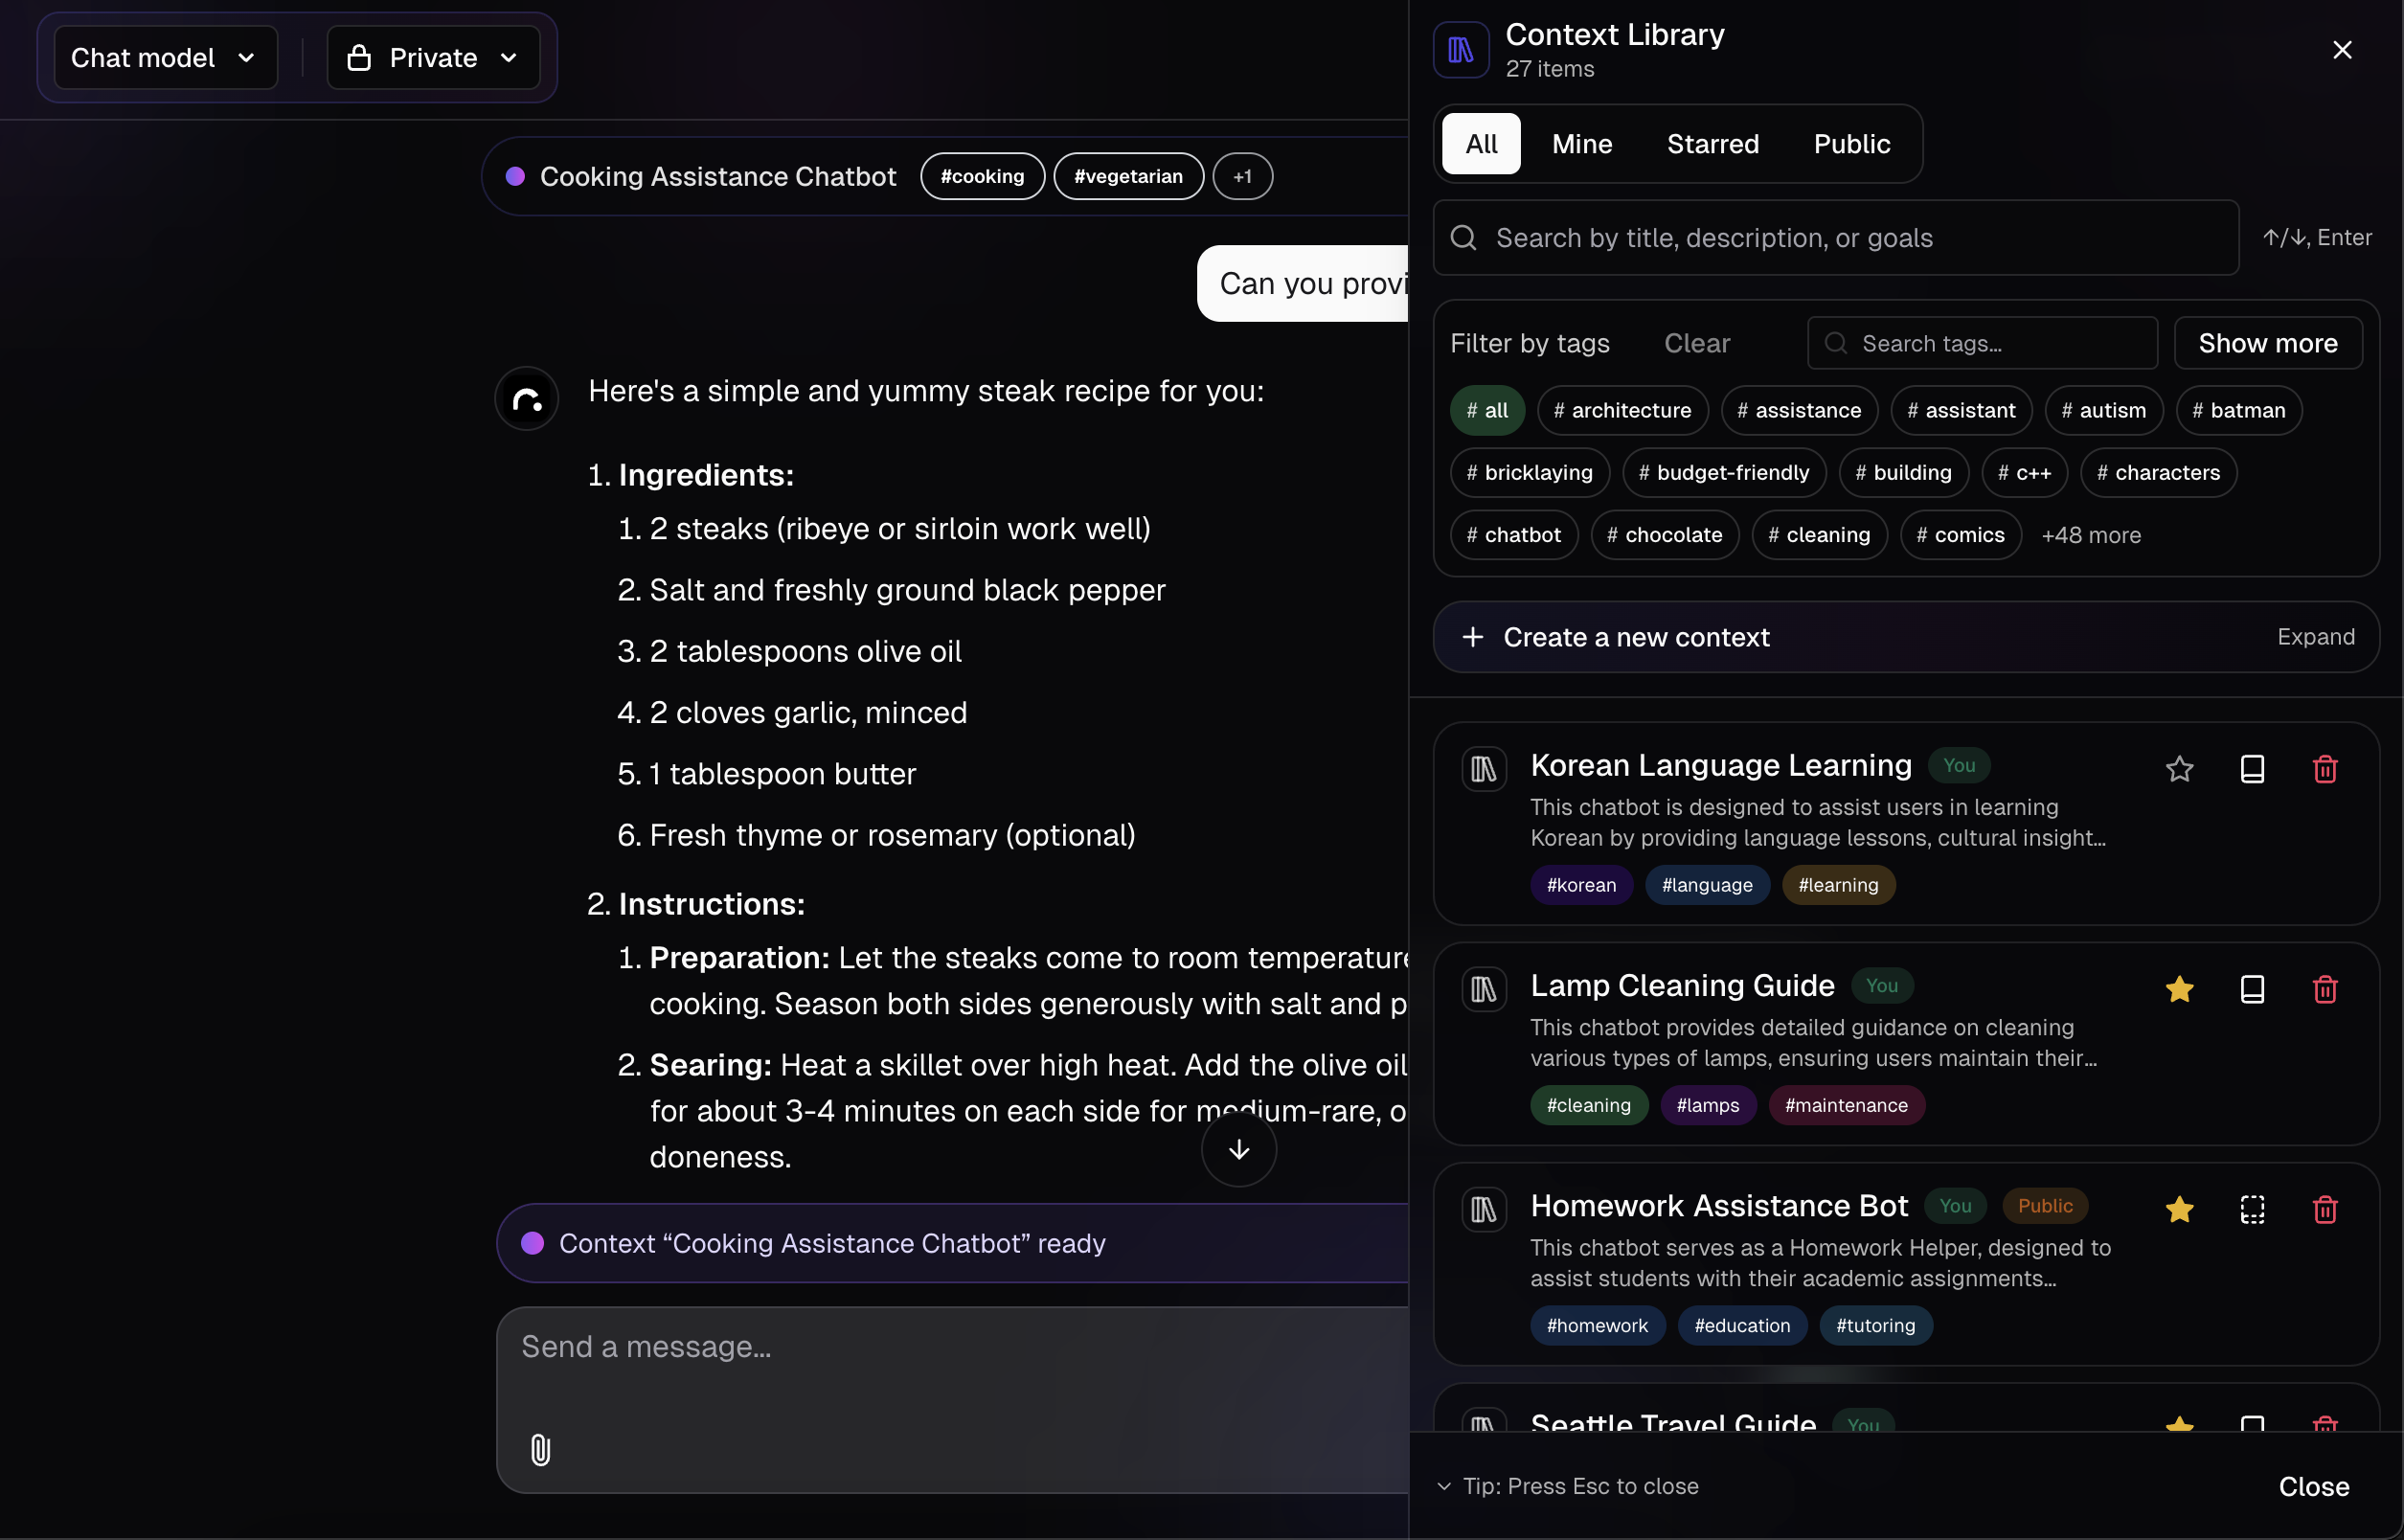 Chat model
Private
Cooking Assistance Chatbot #cooking #vegetarian +1
Can you provi
Here's a simple and yummy steak recipe for you:
1. Ingredients:
1. 2 steaks (ribeye or sirloin work well)
2. Salt and freshly ground black pepper
3. 2 tablespoons olive oil
4. 2 cloves garlic, minced
5. 1 tablespoon butter
6. Fresh thyme or rosemary (optional)
2. Instructions:
1. Preparation: Let the steaks come to room temperature
cooking. Season both sides generously with salt and p
2. Searing: Heat a skillet over high heat. Add the olive oil
for about 3-4 minutes on each side for medium-rare, o
doneness.
Context “Cooking Assistance Chatbot” ready
Send a message...
Context Library
27 items
All Mine Starred Public
Search by title, description, or goals
↑/↓, Enter
Filter by tags Clear Search tags... Show more
# all # architecture # assistance # assistant # autism # batman
# bricklaying # budget-friendly # building # c++ # characters
# chatbot # chocolate # cleaning # comics +48 more
+ Create a new context Expand
Korean Language Learning You
This chatbot is designed to assist users in learning
Korean by providing language lessons, cultural insight...
#korean #language #learning
Lamp Cleaning Guide You
This chatbot provides detailed guidance on cleaning
various types of lamps, ensuring users maintain their...
#cleaning #lamps #maintenance
Homework Assistance Bot You Public
This chatbot serves as a Homework Helper, designed to
assist students with their academic assignments...
#homework #education #tutoring
Seattle Travel Guide You
Tip: Press Esc to close
Close